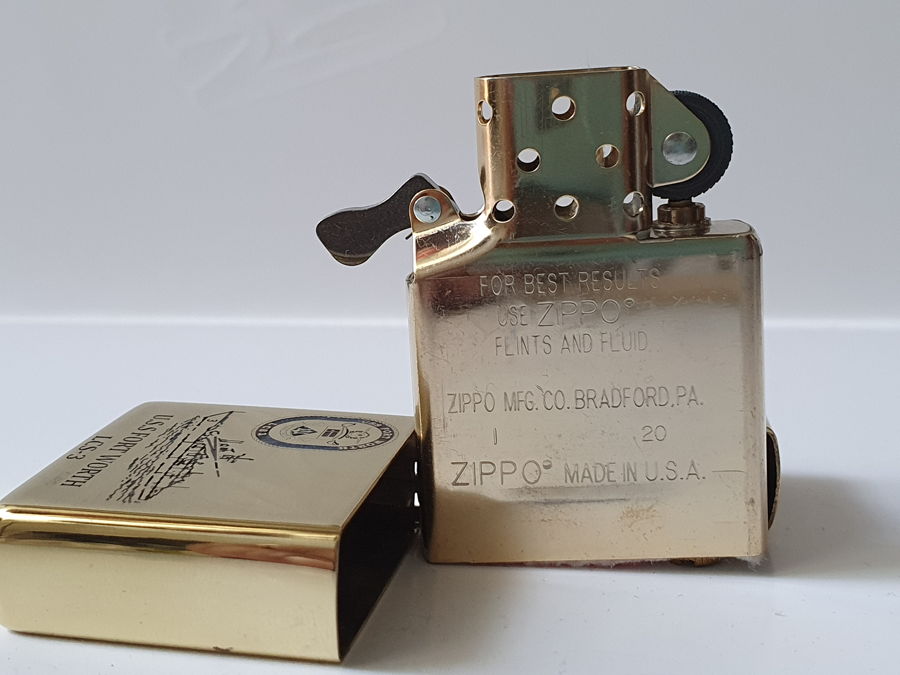 FOR BEST RESULTS
USE ZIPPO®
FLINTS AND FLUID
ZIPPO MFG. CO. BRADFORD, PA.
I 20
ZIPPO® MADE IN U.S.A.
U.S.S FORT WORTH
LCS-3